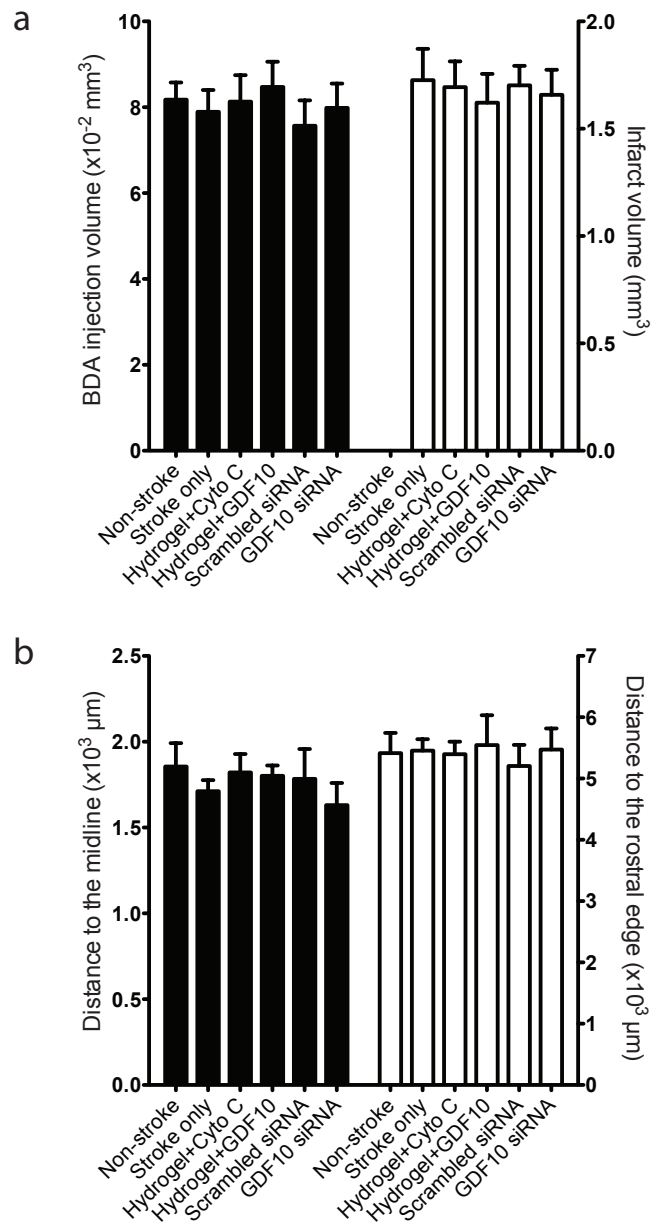 a
BDA injection volume (x10-2 mm3)
10
8
6
4
2
0
2.0
1.5
1.0
0.5
0.0
Infarct volume (mm3)
Non-stroke
Stroke only
Hydrogel+Cyto C
Hydrogel+GDF10
Scrambled siRNA
GDF10 siRNA
Non-stroke
Stroke only
Hydrogel+Cyto C
Hydrogel+GDF10
Scrambled siRNA
GDF10 siRNA
b
Distance to the midline (x103 µm)
2.5
2.0
1.5
1.0
0.5
0.0
7
6
5
4
3
2
1
0
Distance to the rostral edge (x103 µm)
Non-stroke
Stroke only
Hydrogel+Cyto C
Hydrogel+GDF10
Scrambled siRNA
GDF10 siRNA
Non-stroke
Stroke only
Hydrogel+Cyto C
Hydrogel+GDF10
Scrambled siRNA
GDF10 siRNA